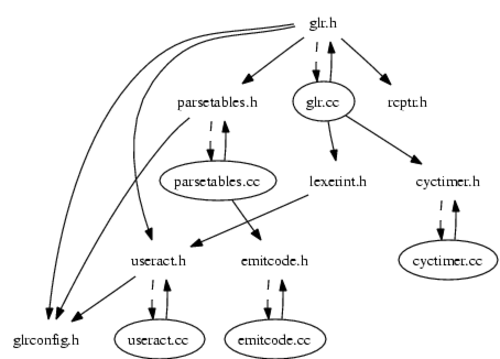 glr.h
parsetables.h
glr.cc
rcptr.h
parsetables.cc
lexerint.h
cyctimer.h
useract.h
emitcode.h
cyctimer.cc
glrconfig.h
useract.cc
emitcode.cc